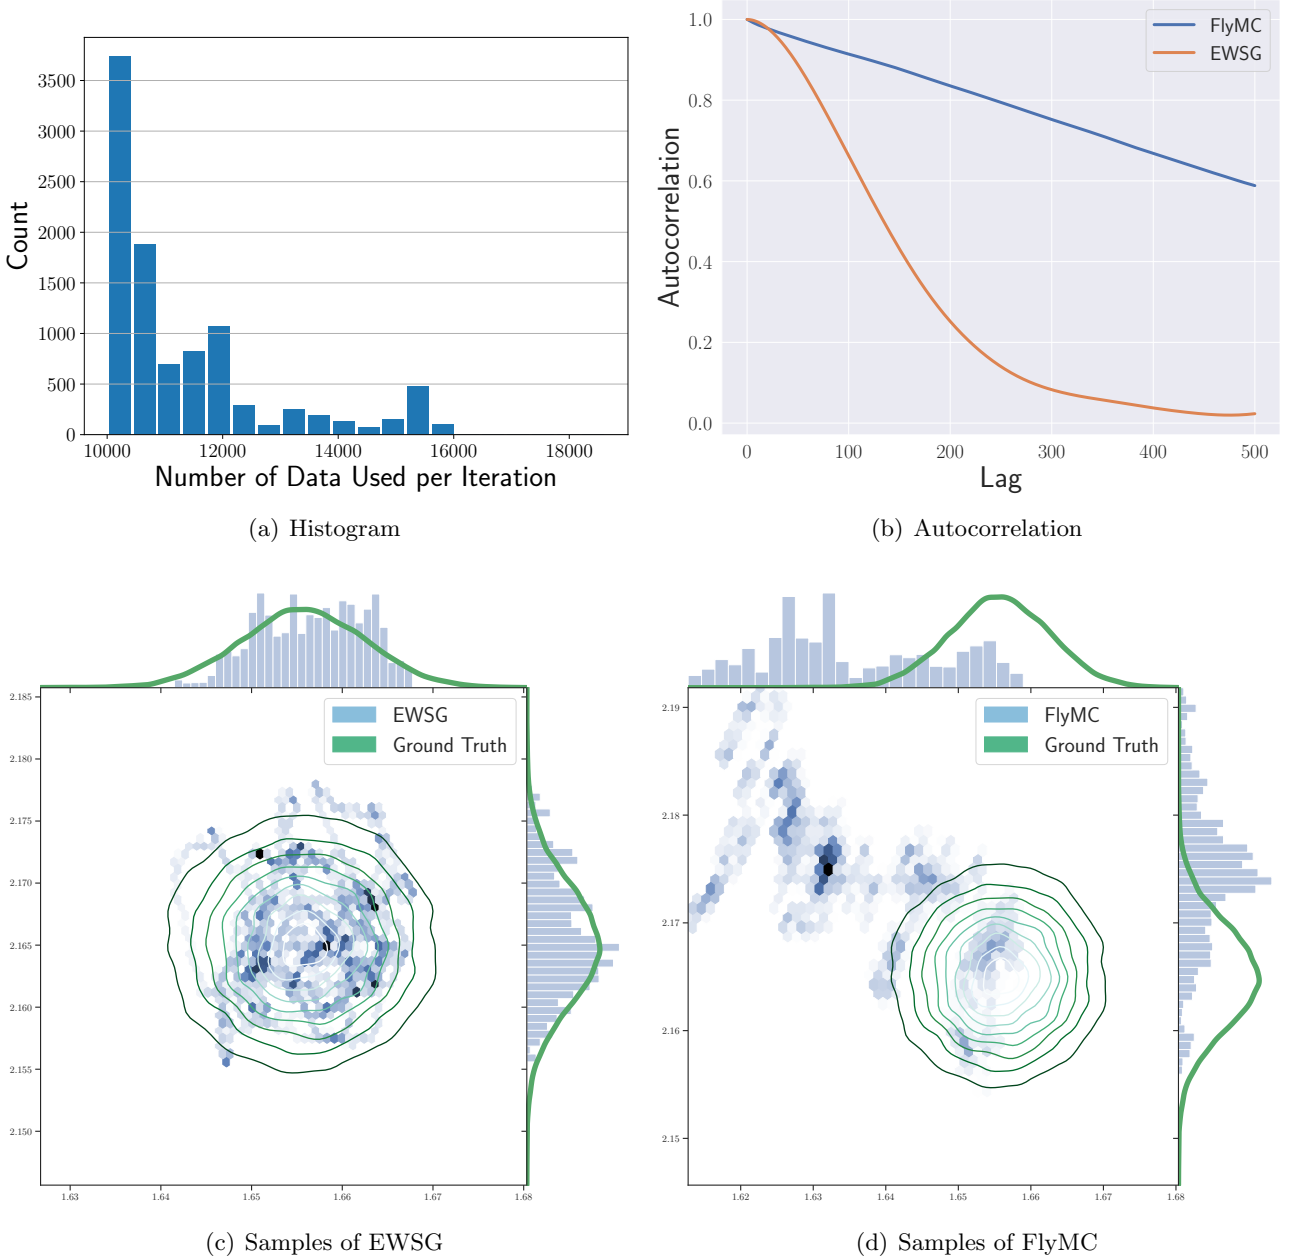 3500
3000
2500
2000
1500
1000
500
0
Count
10000 12000 14000 16000 18000
Number of Data Used per Iteration
(a) Histogram
FlyMC
EWSG
1.0
0.8
0.6
0.4
0.2
0.0
Autocorrelation
0 100 200 300 400 500
Lag
(b) Autocorrelation
EWSG
Ground Truth
2.185
2.180
2.175
2.170
2.165
2.160
2.155
2.150
1.63 1.64 1.65 1.66 1.67 1.68
(c) Samples of EWSG
FlyMC
Ground Truth
2.19
2.18
2.17
2.16
2.15
1.62 1.63 1.64 1.65 1.66 1.67 1.68
(d) Samples of FlyMC